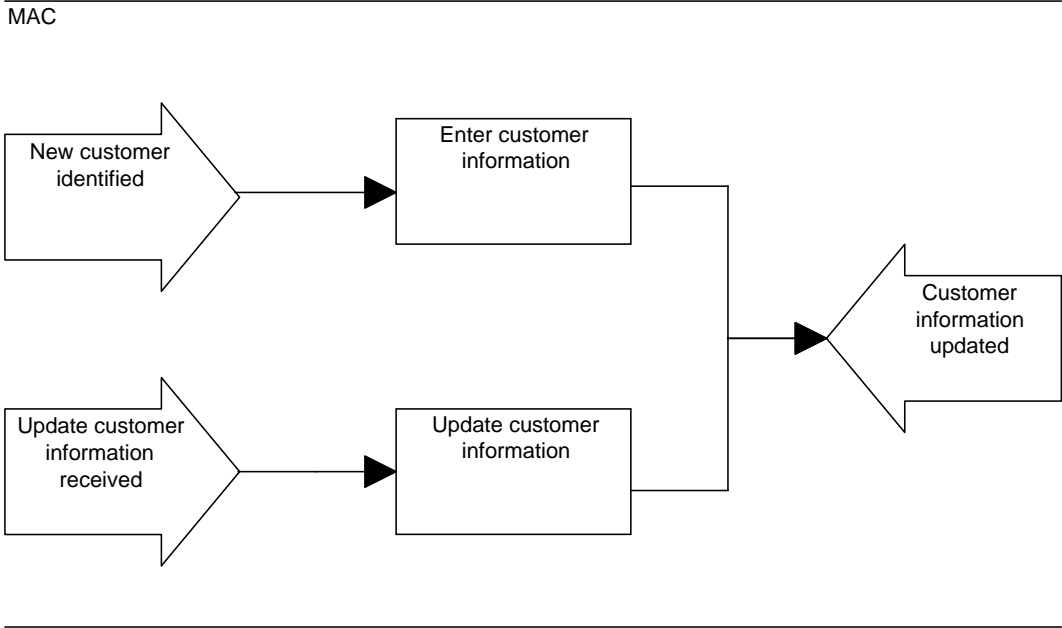 MAC
New customer
identified
Enter customer
information
Customer
information
updated
Update customer
information
received
Update customer
information